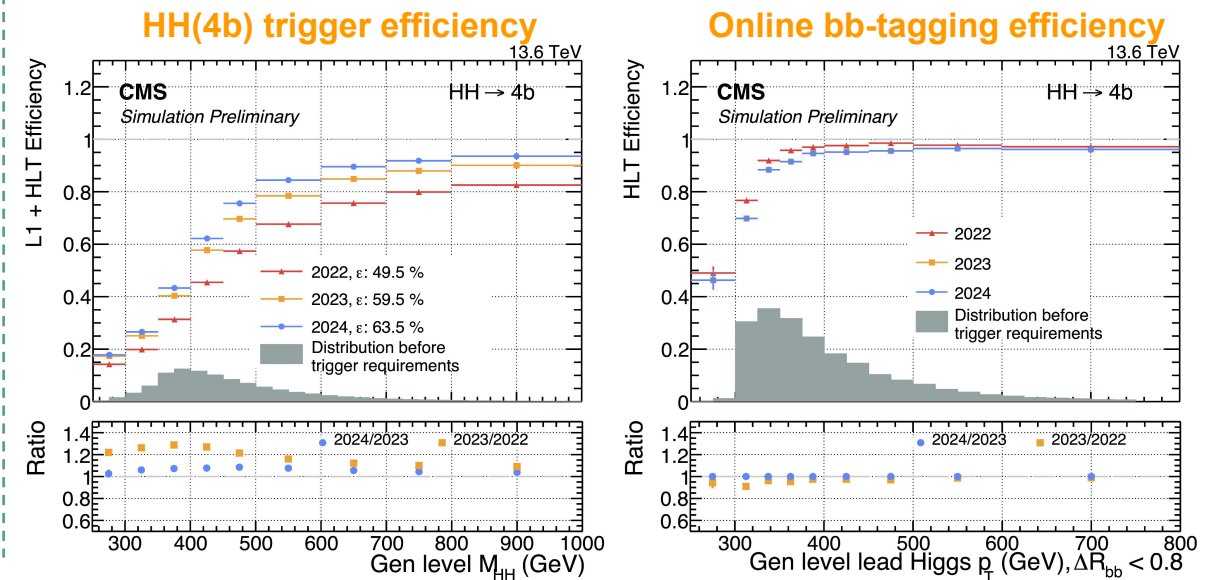 HH(4b) trigger efficiency
13.6 TeV
L1 + HLT Efficiency
CMS
Simulation Preliminary
HH → 4b
1.2
1
0.8
0.6
0.4
0.2
0
2022, ε: 49.5 %
2023, ε: 59.5 %
2024, ε: 63.5 %
Distribution before
trigger requirements
Ratio
1.4
1.2
1
0.8
0.6
2024/2023
2023/2022
300 400 500 600 700 800 900 1000
Gen level M_HH (GeV)
Online bb-tagging efficiency
13.6 TeV
HLT Efficiency
CMS
Simulation Preliminary
HH → 4b
1.2
1
0.8
0.6
0.4
0.2
0
2022
2023
2024
Distribution before
trigger requirements
Ratio
1.4
1.2
1
0.8
0.6
2024/2023
2023/2022
300 400 500 600 700 800
Gen level lead Higgs p_T (GeV), ΔR_bb < 0.8